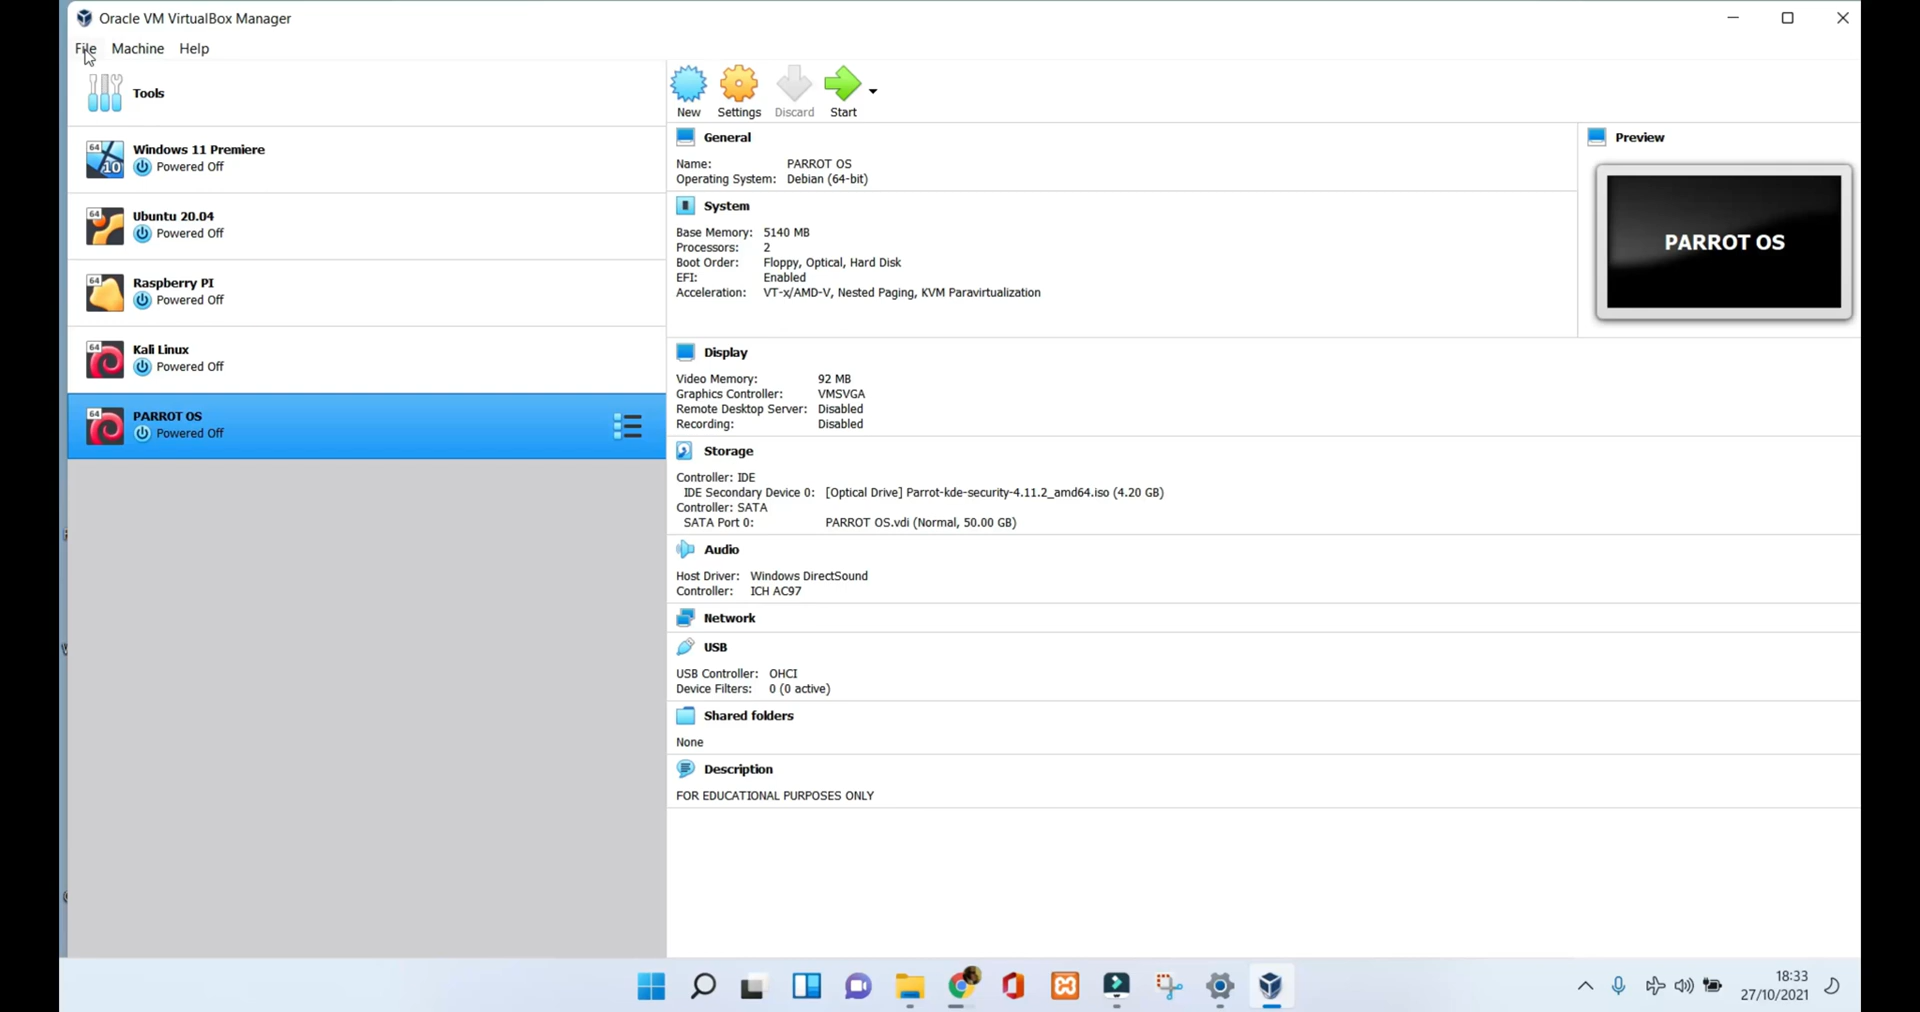 Oracle VM VirtualBox Manager
File Machine Help
Tools
64
10
Windows 11 Premiere
Powered Off
64
Ubuntu 20.04
Powered Off
64
Raspberry PI
Powered Off
64
Kali Linux
Powered Off
64
PARROT OS
Powered Off
New Settings Discard Start
General
Name: PARROT OS
Operating System: Debian (64-bit)
System
Base Memory: 5140 MB
Processors: 2
Boot Order: Floppy, Optical, Hard Disk
EFI: Enabled
Acceleration: VT-x/AMD-V, Nested Paging, KVM Paravirtualization
Preview
PARROT OS
Display
Video Memory: 92 MB
Graphics Controller: VMSVGA
Remote Desktop Server: Disabled
Recording: Disabled
Storage
Controller: IDE
IDE Secondary Device 0: [Optical Drive] Parrot-kde-security-4.11.2_amd64.iso (4.20 GB)
Controller: SATA
SATA Port 0: PARROT OS.vdi (Normal, 50.00 GB)
Audio
Host Driver: Windows DirectSound
Controller: ICH AC97
Network
USB
USB Controller: OHCI
Device Filters: 0 (0 active)
Shared folders
None
Description
FOR EDUCATIONAL PURPOSES ONLY
18:33
27/10/2021